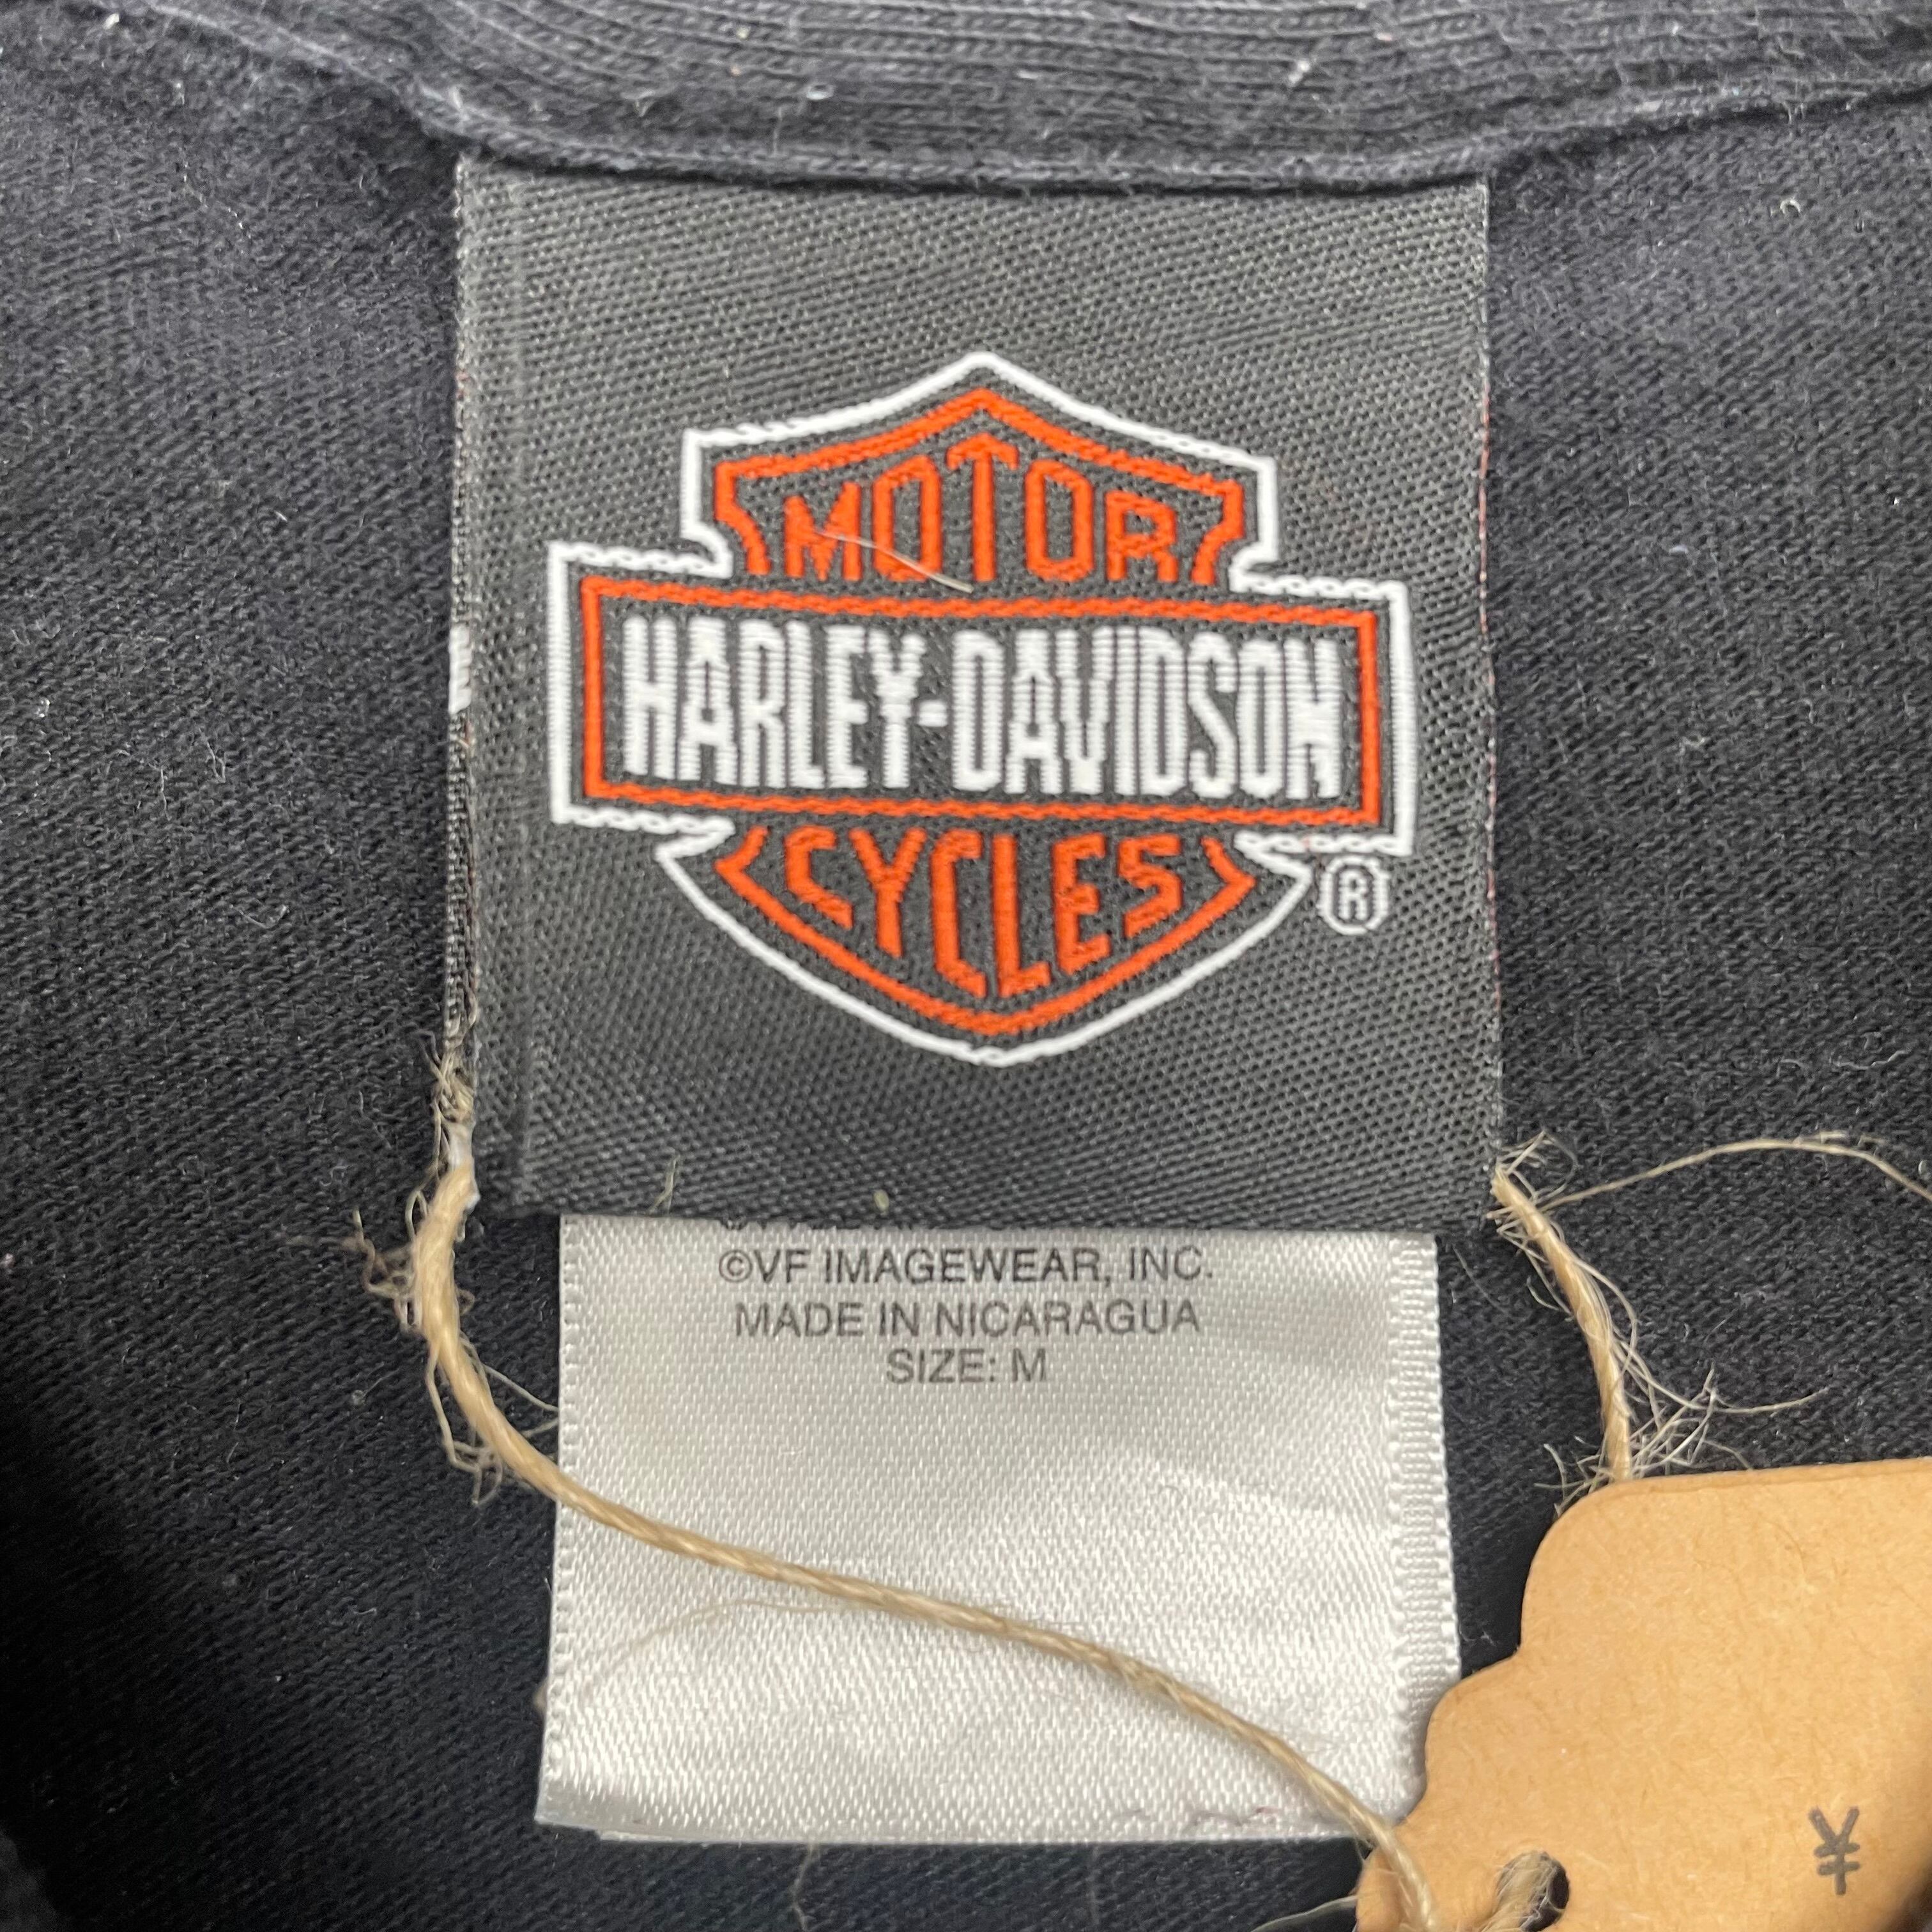 MOTOR
HARLEY-DAVIDSON
CYCLES
®
©VF IMAGEWEAR, INC.
MADE IN NICARAGUA
SIZE: M
¥